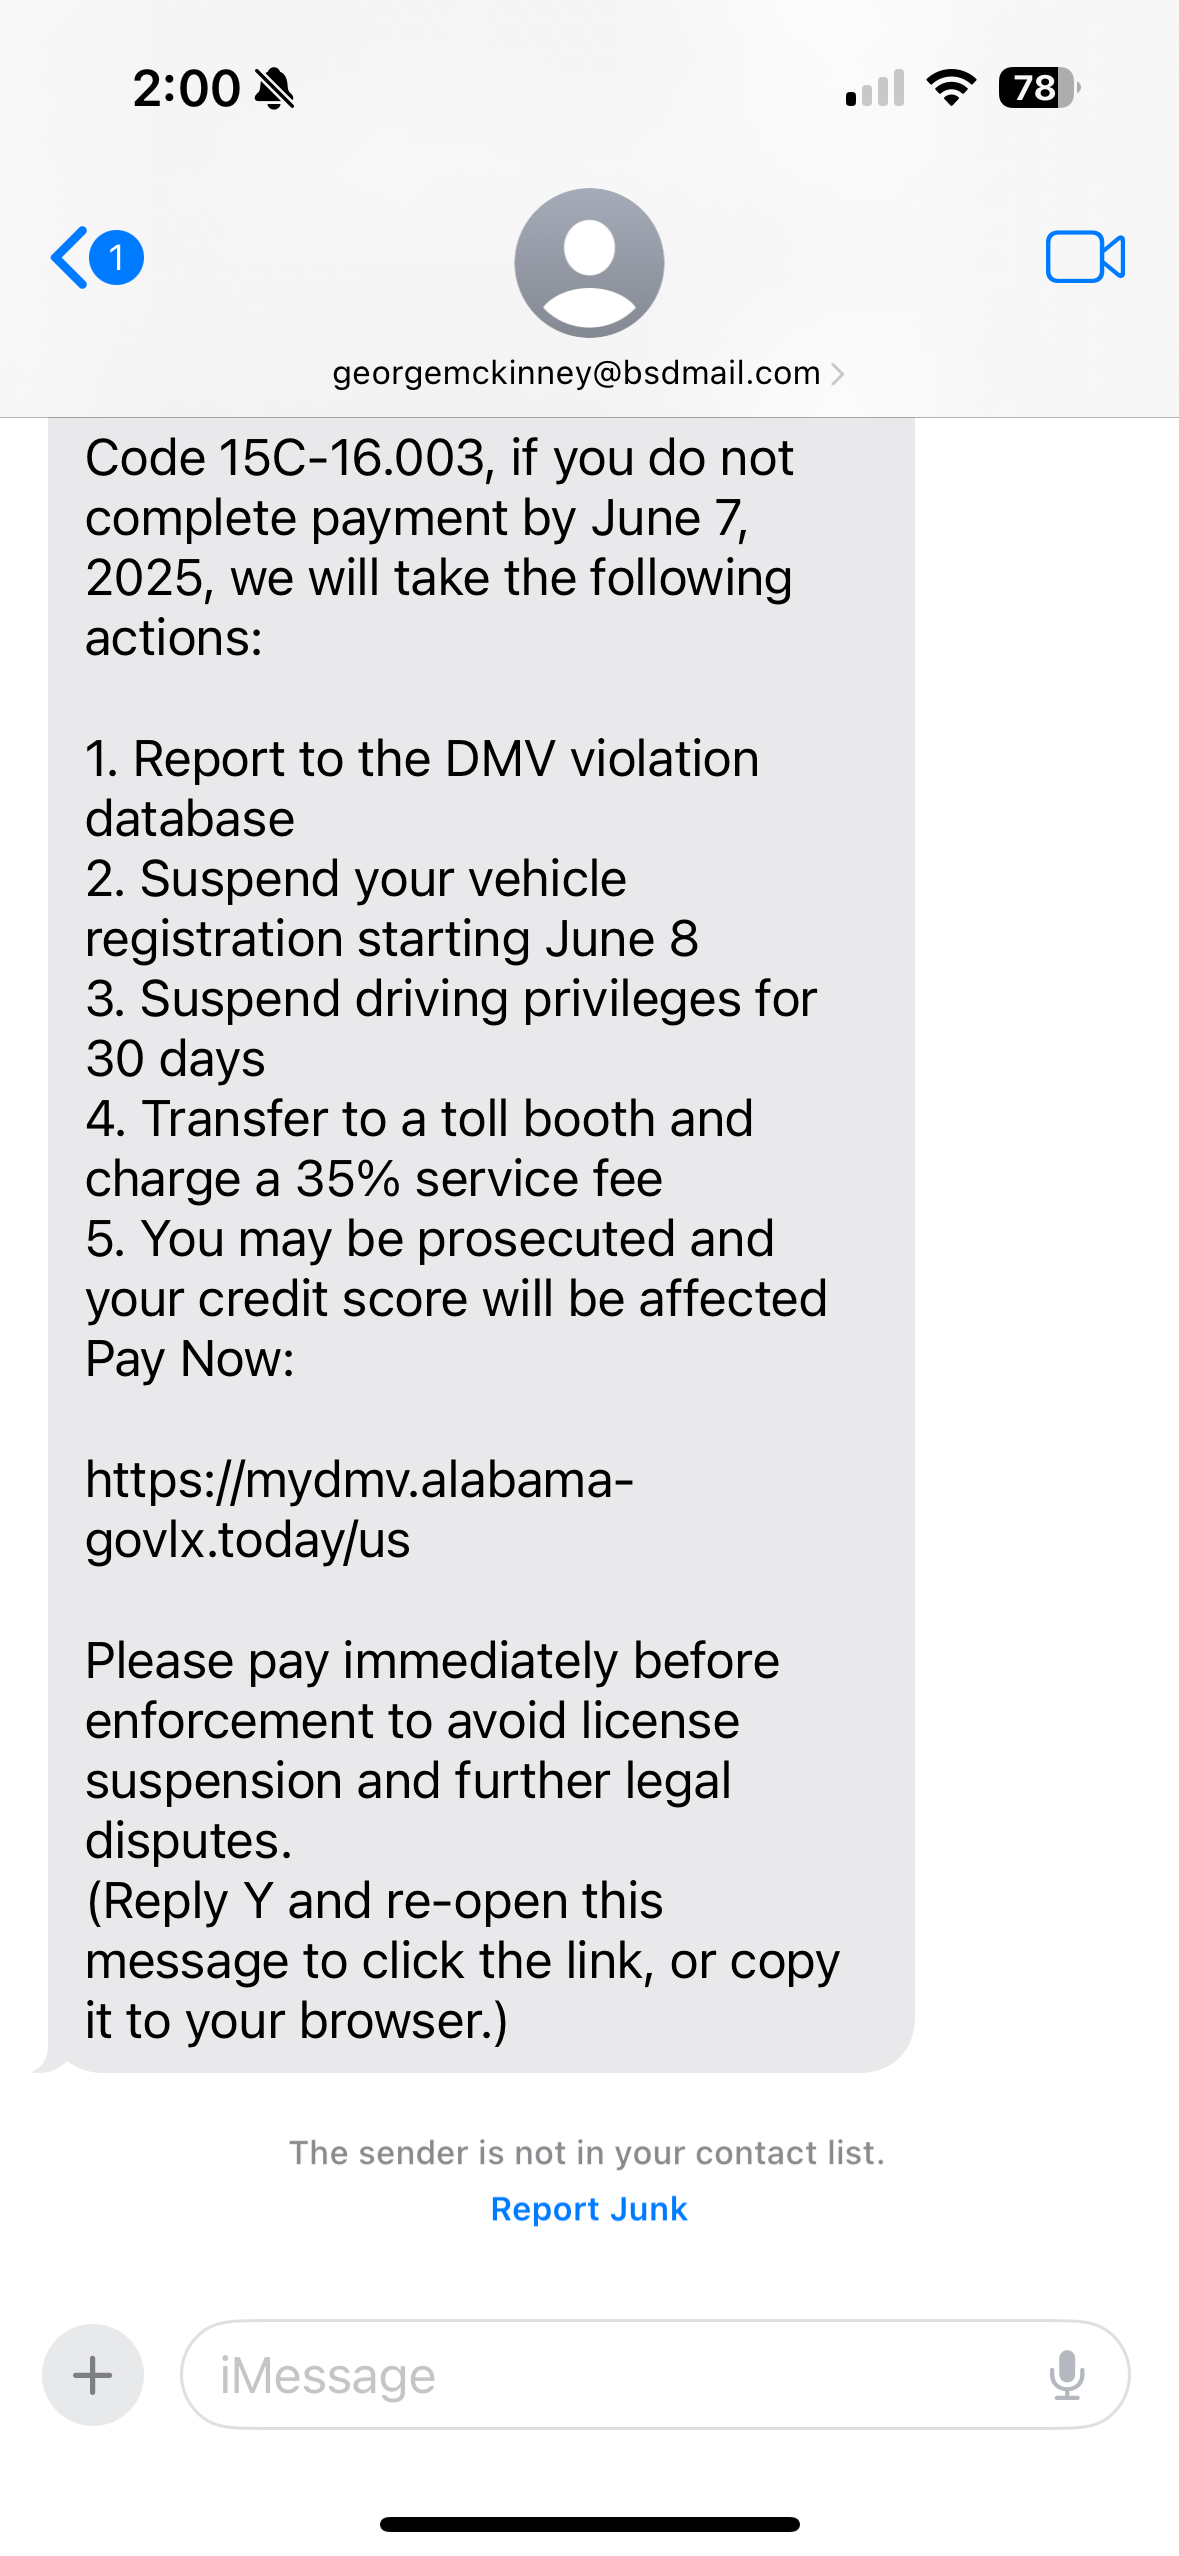 2:00
78
1
georgemckinney@bsdmail.com
Code 15C-16.003, if you do not
complete payment by June 7,
2025, we will take the following
actions:
1. Report to the DMV violation
database
2. Suspend your vehicle
registration starting June 8
3. Suspend driving privileges for
30 days
4. Transfer to a toll booth and
charge a 35% service fee
5. You may be prosecuted and
your credit score will be affected
Pay Now:
https://mydmv.alabama-
govlx.today/us
Please pay immediately before
enforcement to avoid license
suspension and further legal
disputes.
(Reply Y and re-open this
message to click the link, or copy
it to your browser.)
The sender is not in your contact list.
Report Junk
iMessage